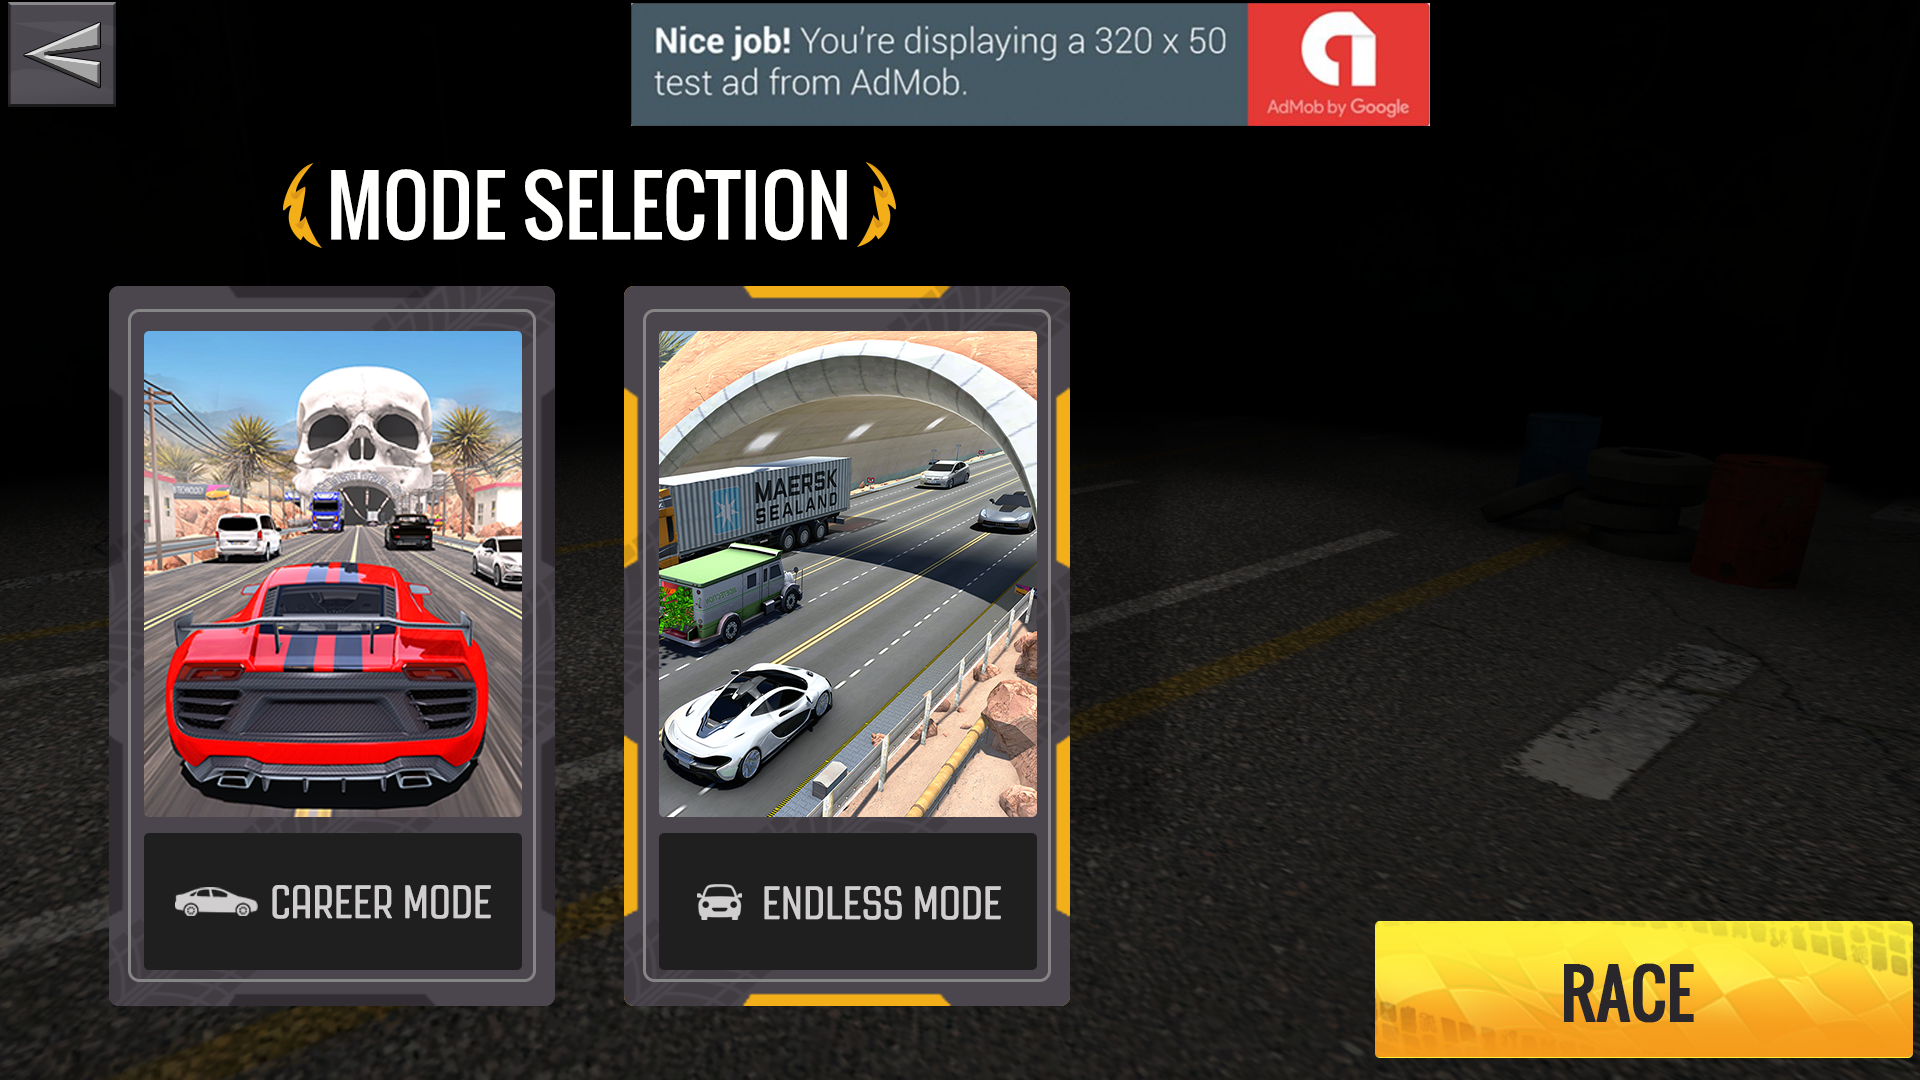 Nice job! You're displaying a 320 x 50
test ad from AdMob.
AdMob by Google
MODE SELECTION
MAERSK
SEALAND
CAREER MODE
ENDLESS MODE
RACE